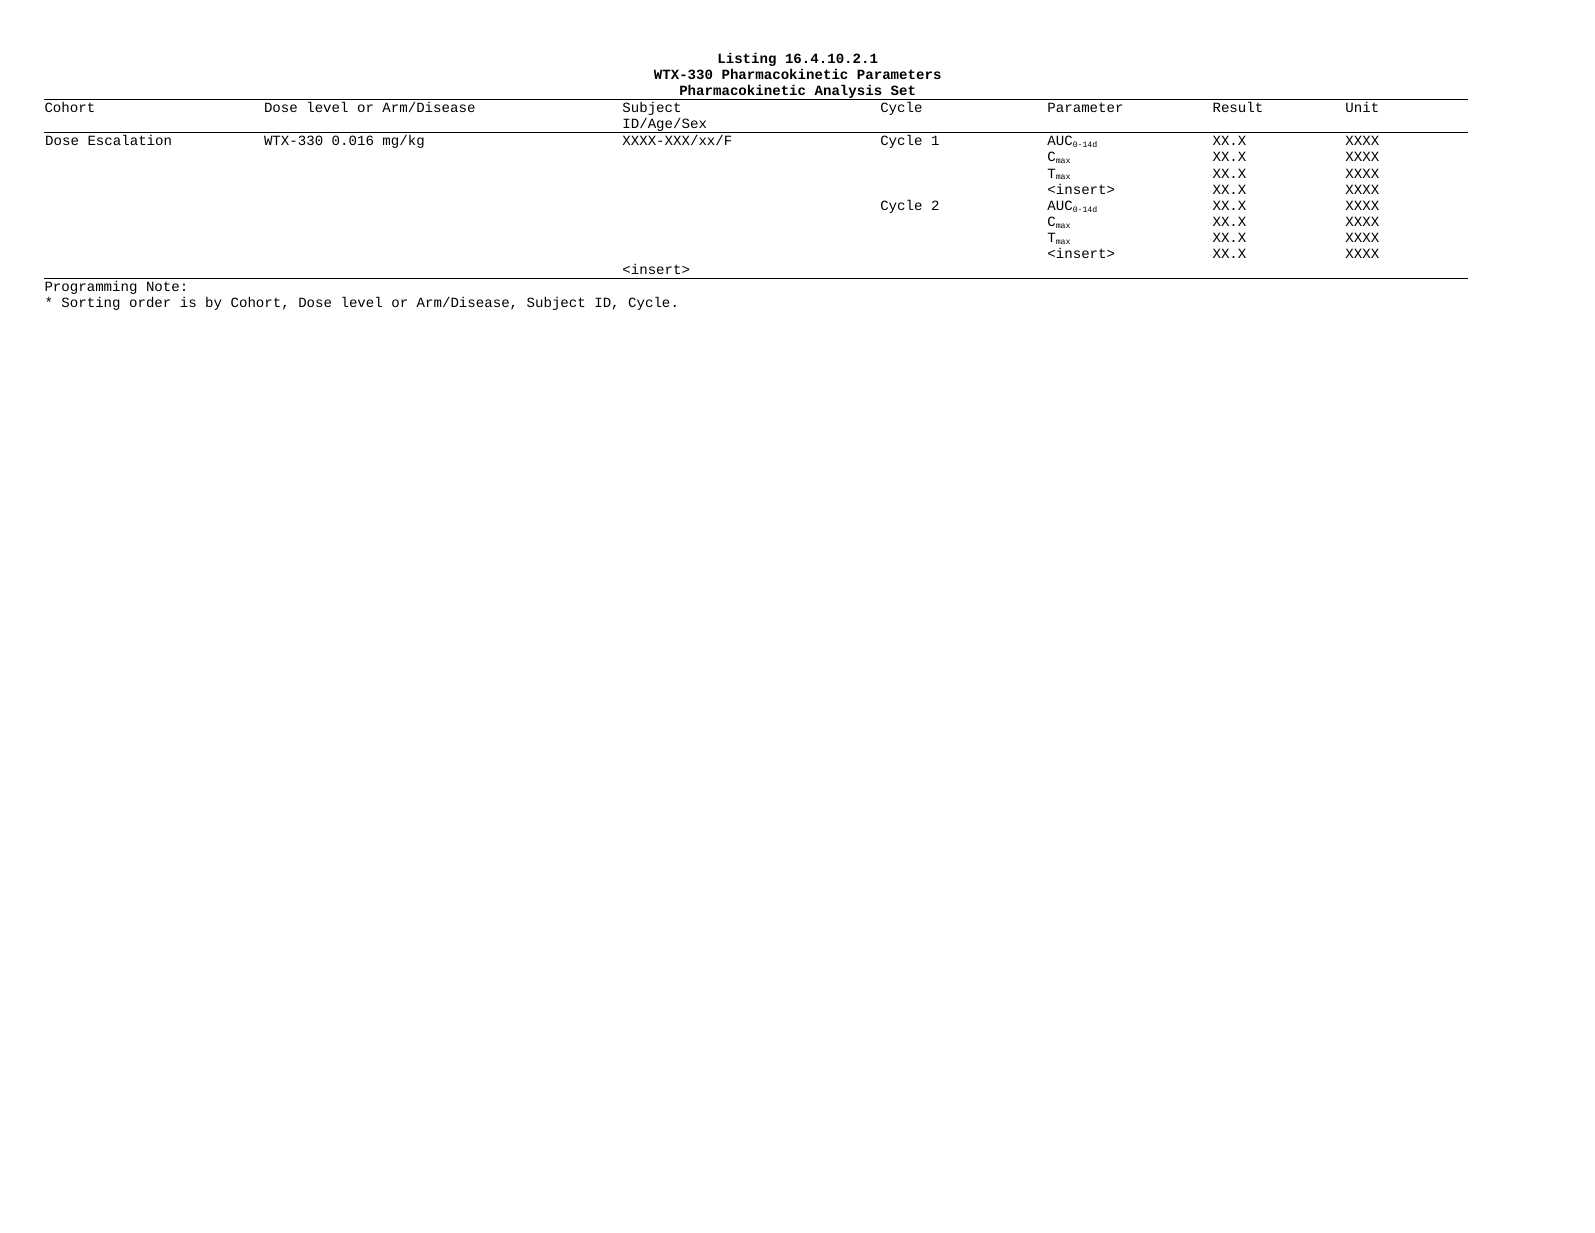 Listing 16.4.10.2.1
WTX-330 Pharmacokinetic Parameters
Pharmacokinetic Analysis Set
Cohort Dose level or Arm/Disease Subject Cycle Parameter Result Unit
ID/Age/Sex
Dose Escalation WTX-330 0.016 mg/kg XXXX-XXX/xx/F Cycle 1 AUC0-14d XX.X XXXX
Cmax XX.X XXXX
Tmax XX.X XXXX
<insert> XX.X XXXX
Cycle 2 AUC0-14d XX.X XXXX
Cmax XX.X XXXX
Tmax XX.X XXXX
<insert> XX.X XXXX
<insert>
Programming Note:
* Sorting order is by Cohort, Dose level or Arm/Disease, Subject ID, Cycle.